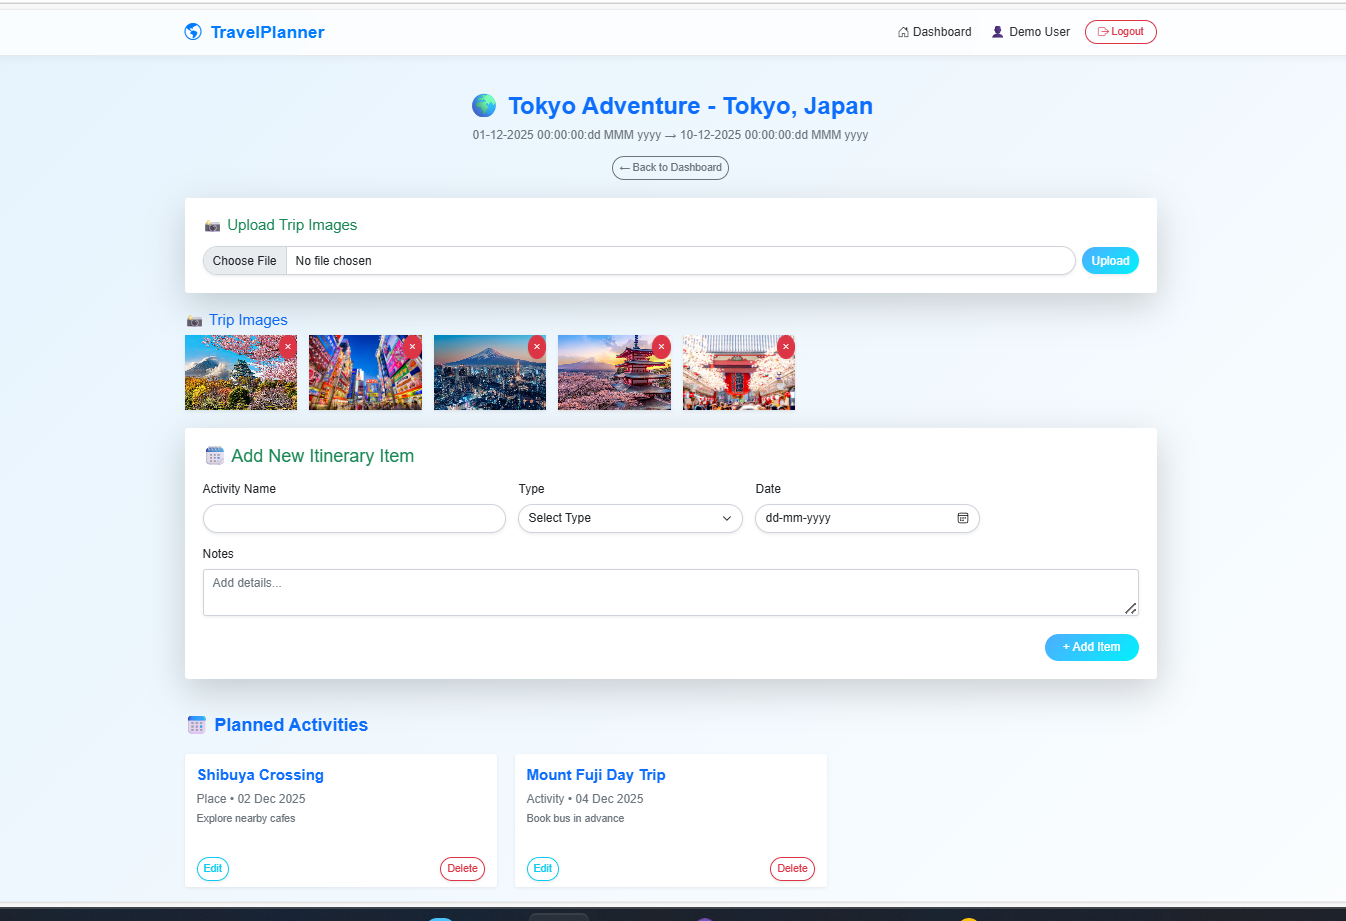 TravelPlanner
Dashboard
Demo User
Logout
Tokyo Adventure - Tokyo, Japan
01-12-2025 00:00:00:dd MMM yyyy → 10-12-2025 00:00:00:dd MMM yyyy
← Back to Dashboard
Upload Trip Images
Choose File
No file chosen
Upload
Trip Images
Add New Itinerary Item
Activity Name
Type
Date
Select Type
dd-mm-yyyy
Notes
Add details...
+ Add Item
Planned Activities
Shibuya Crossing
Place • 02 Dec 2025
Explore nearby cafes
Edit
Delete
Mount Fuji Day Trip
Activity • 04 Dec 2025
Book bus in advance
Edit
Delete